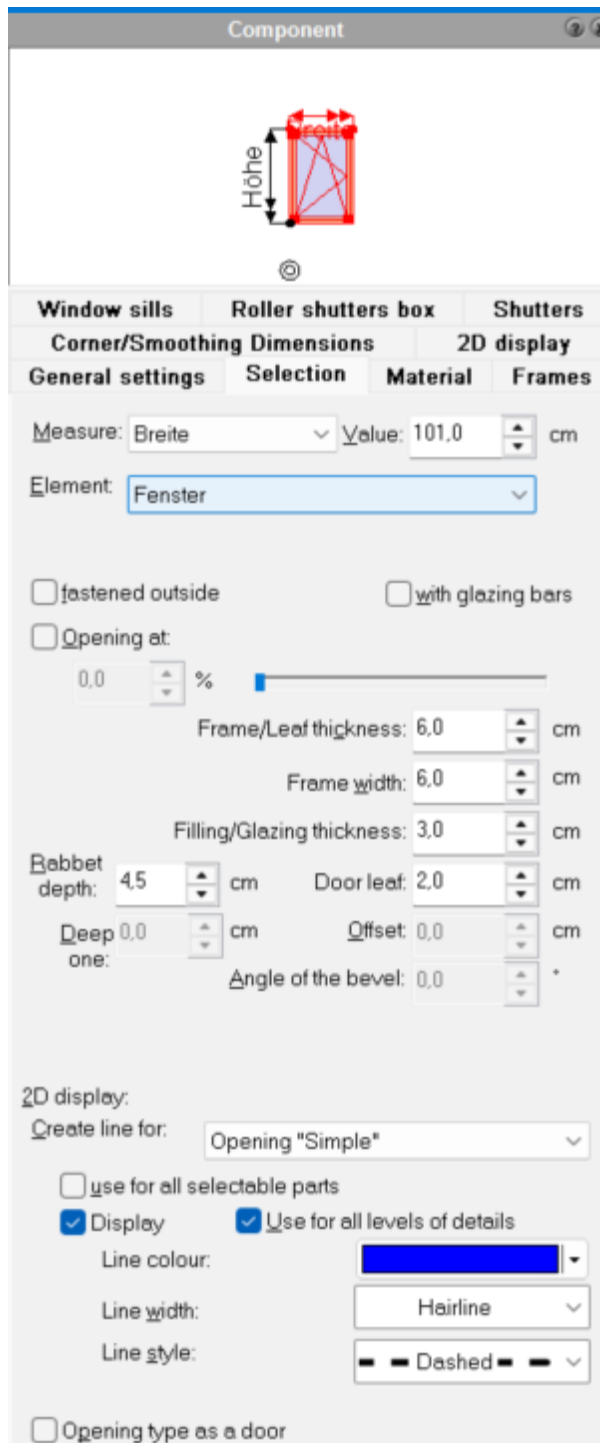 Component
Breite
Höhe
Window sills Roller shutters box Shutters
Corner/Smoothing Dimensions 2D display
General settings Selection Material Frames
Measure: Breite Value: 101,0 cm
Element: Fenster
fastened outside with glazing bars
Opening at:
0,0 %
Frame/Leaf thickness: 6,0 cm
Frame width: 6,0 cm
Filling/Glazing thickness: 3,0 cm
Rabbet
depth: 4,5 cm Door leaf: 2,0 cm
Deep 0,0 cm Offset: 0,0 cm
one:
Angle of the bevel: 0,0 °
2D display:
Create line for: Opening "Simple"
use for all selectable parts
Display Use for all levels of details
Line colour:
Line width: Hairline
Line style: Dashed
Opening type as a door